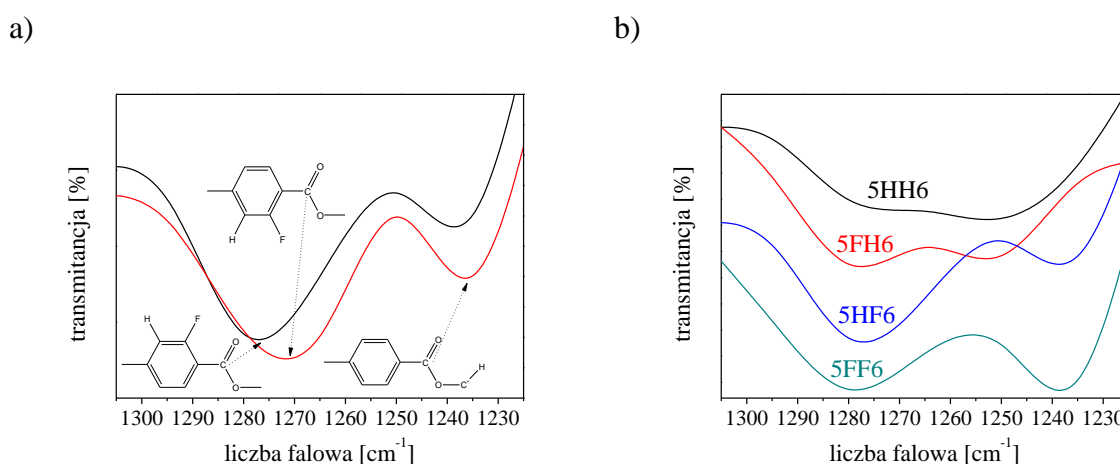 a)
b)
transmitancja [%]
1300 1290 1280 1270 1260 1250 1240 1230
liczba falowa [cm-1]
H
F
C
O
O
H
F
C
O
O
C
O
O
C
H
transmitancja [%]
5HH6
5FH6
5HF6
5FF6
1300 1290 1280 1270 1260 1250 1240 1230
liczba falowa [cm-1]